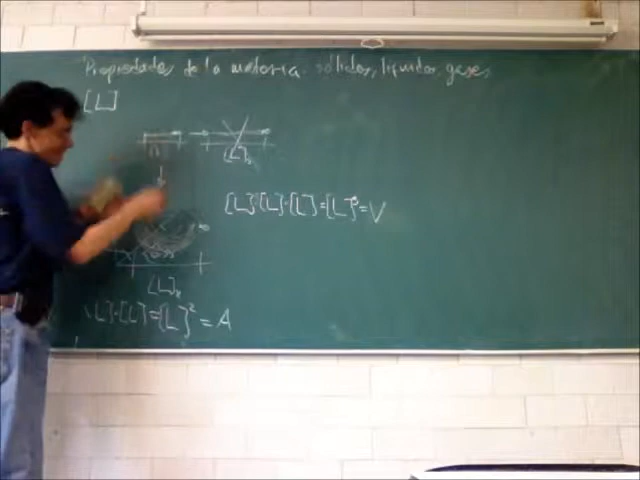 Propiedades de la materia. sólidos, líquidos, gases
[L]
[L]
[L]·[L]·[L]=[L]³=V
[L]
[L]·[L]=[L]²=A